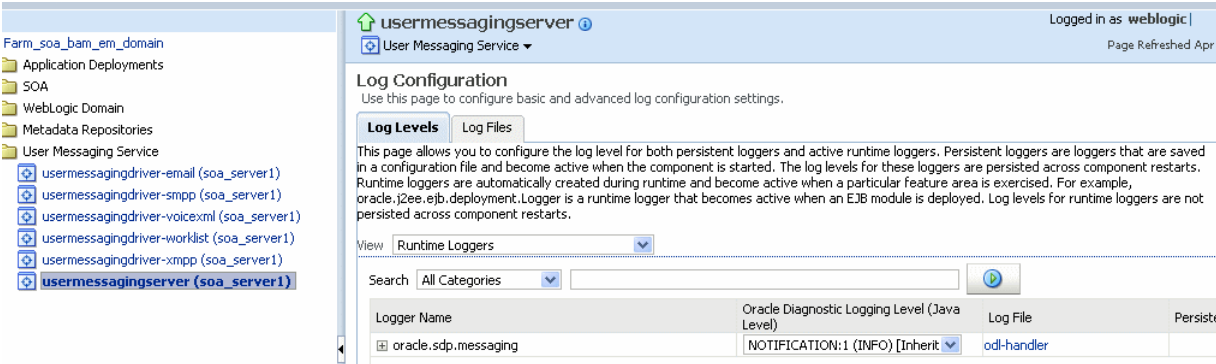 Farm_soa_bam_em_domain
Application Deployments
SOA
WebLogic Domain
Metadata Repositories
User Messaging Service
usermessagingdriver-email (soa_server1)
usermessagingdriver-smpp (soa_server1)
usermessagingdriver-voicexml (soa_server1)
usermessagingdriver-worklist (soa_server1)
usermessagingdriver-xmpp (soa_server1)
usermessagingserver (soa_server1)
usermessagingserver
Logged in as weblogic|
User Messaging Service
Page Refreshed Apr
Log Configuration
Use this page to configure basic and advanced log configuration settings.
Log Levels Log Files
This page allows you to configure the log level for both persistent loggers and active runtime loggers. Persistent loggers are loggers that are saved
in a configuration file and become active when the component is started. The log levels for these loggers are persisted across component restarts.
Runtime loggers are automatically created during runtime and become active when a particular feature area is exercised. For example,
oracle.j2ee.ejb.deployment.Logger is a runtime logger that becomes active when an EJB module is deployed. Log levels for runtime loggers are not
persisted across component restarts.
View Runtime Loggers
Search All Categories
Logger Name
Oracle Diagnostic Logging Level (Java
Level)
Log File
Persiste
oracle.sdp.messaging
NOTIFICATION:1 (INFO) [Inherit
odl-handler